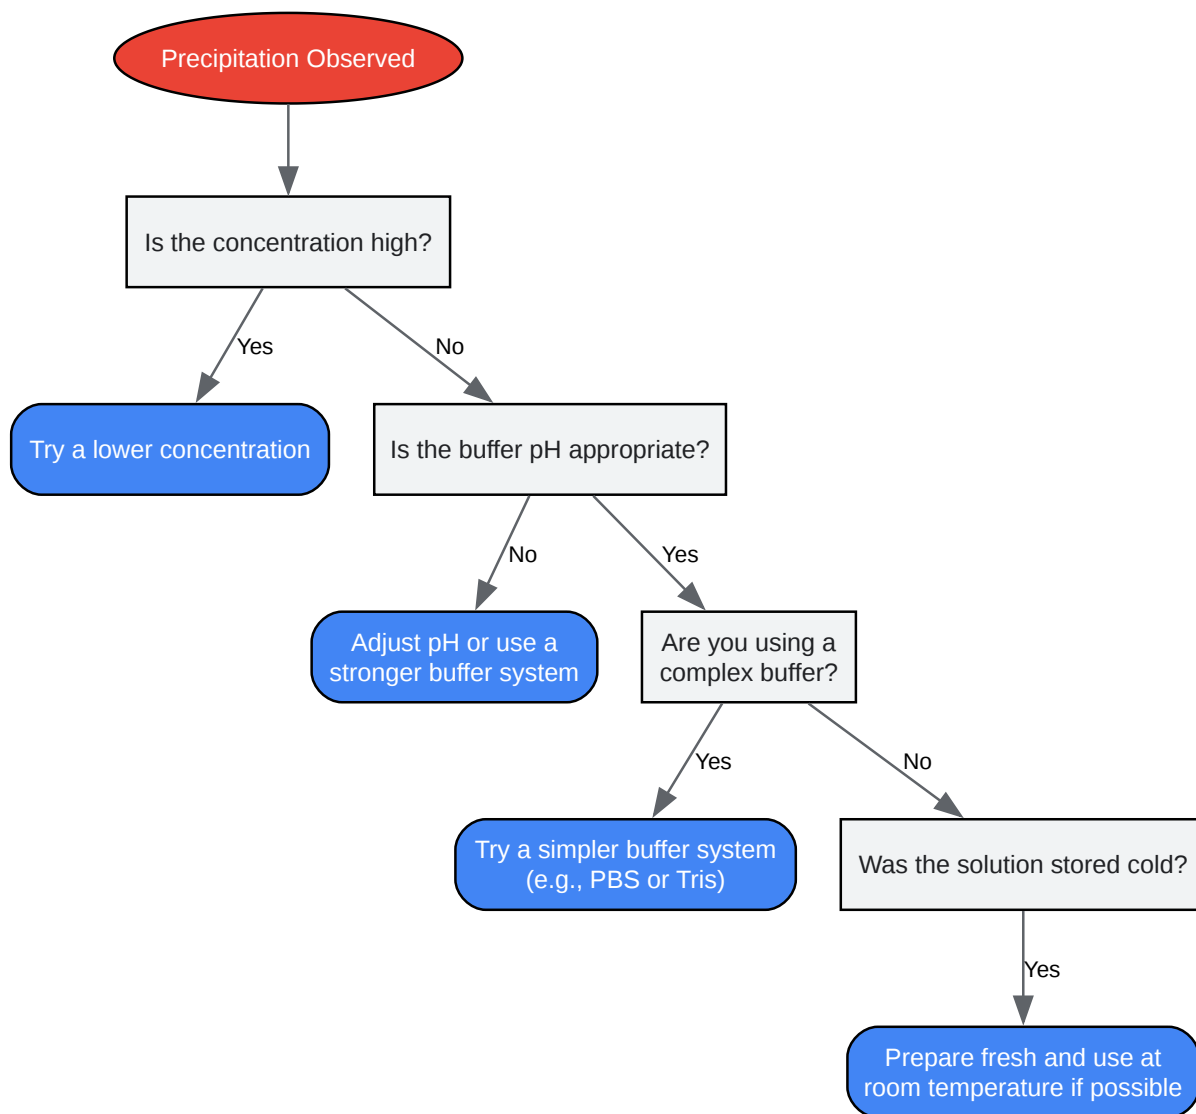 Precipitation Observed
Is the concentration high?
Yes
No
Try a lower concentration
Is the buffer pH appropriate?
No
Yes
Adjust pH or use a
stronger buffer system
Are you using a
complex buffer?
Yes
No
Try a simpler buffer system
(e.g., PBS or Tris)
Was the solution stored cold?
Yes
Prepare fresh and use at
room temperature if possible